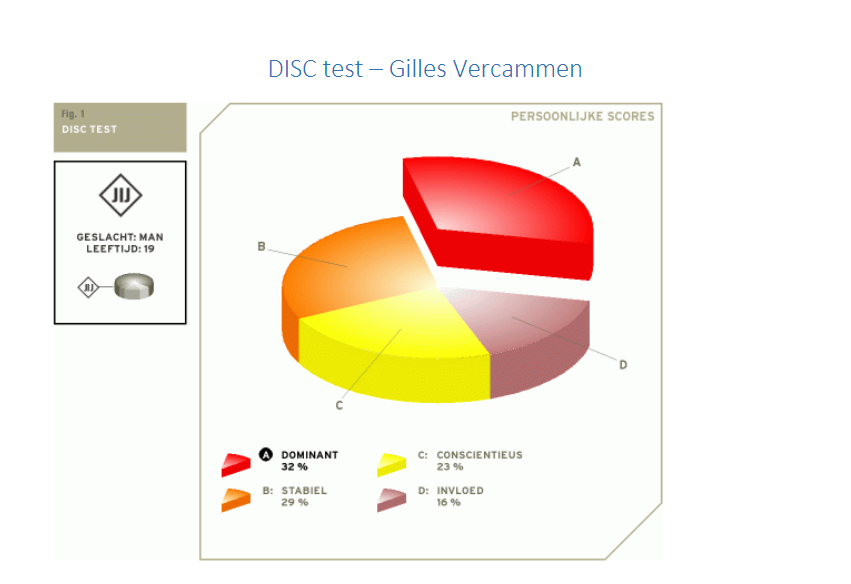 DISC test – Gilles Vercammen
Fig. 1
DISC TEST
PERSOONLIJKE SCORES
JIJ
GESLACHT: MAN
LEEFTIJD: 19
JIJ
A
B
C
D
A DOMINANT
32 %
B: STABIEL
29 %
C: CONSCIENTIEUS
23 %
D: INVLOED
16 %